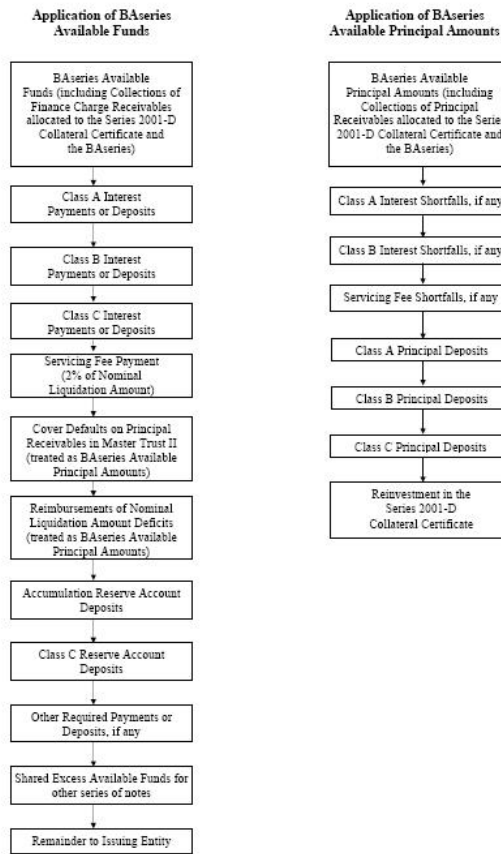 Application of BAseries
Available Funds
BAseries Available
Funds (including Collections of
Finance Charge Receivables
allocated to the Series 2001-D
Collateral Certificate and
the BAseries)
Class A Interest
Payments or Deposits
Class B Interest
Payments or Deposits
Class C Interest
Payments or Deposits
Servicing Fee Payment
(2% of Nominal
Liquidation Amount)
Cover Defaults on Principal
Receivables in Master Trust II
(treated as BAseries Available
Principal Amounts)
Reimbursements of Nominal
Liquidation Amount Deficits
(treated as BAseries Available
Principal Amounts)
Accumulation Reserve Account
Deposits
Class C Reserve Account
Deposits
Other Required Payments or
Deposits, if any
Shared Excess Available Funds for
other series of notes
Remainder to Issuing Entity
Application of BAseries
Available Principal Amounts
BAseries Available
Principal Amounts (including
Collections of Principal
Receivables allocated to the Series
2001-D Collateral Certificate and
the BAseries)
Class A Interest Shortfalls, if any
Class B Interest Shortfalls, if any
Servicing Fee Shortfalls, if any
Class A Principal Deposits
Class B Principal Deposits
Class C Principal Deposits
Reinvestment in the
Series 2001-D
Collateral Certificate